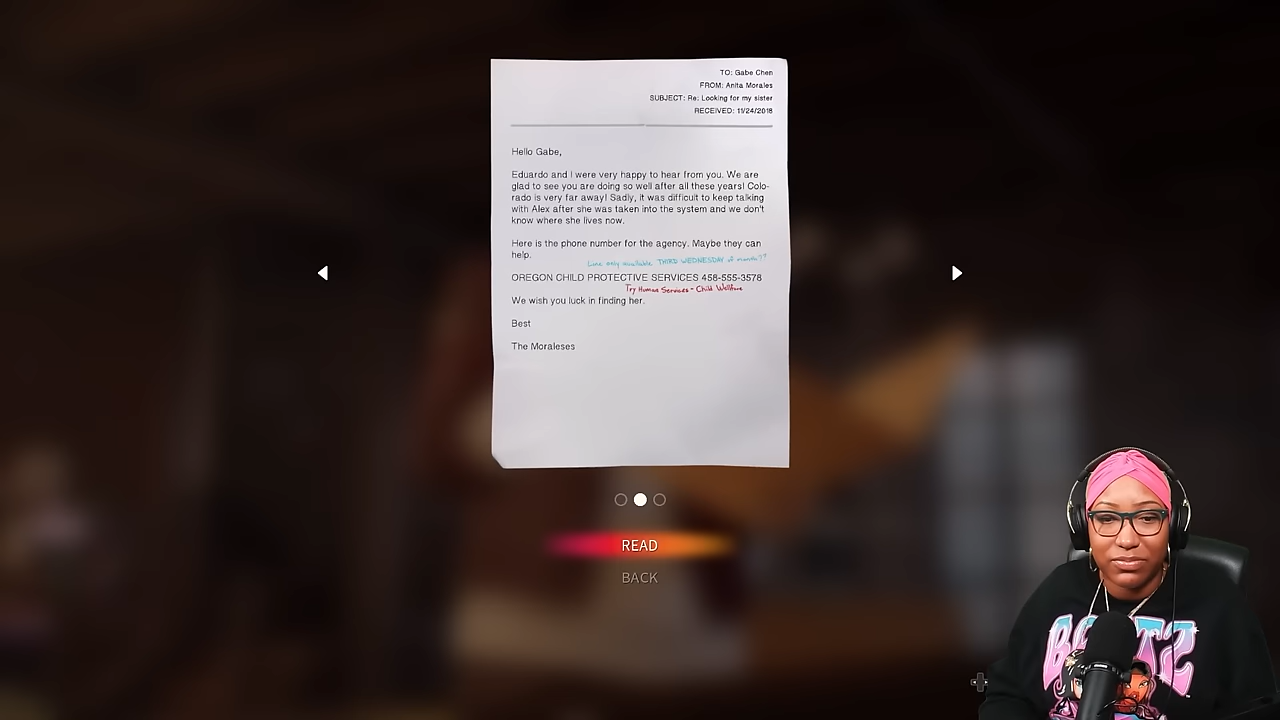 TO: Gabe Chen
FROM: Anita Morales
SUBJECT: Re: Looking for my sister
RECEIVED: 11/24/2018
Hello Gabe,
Eduardo and I were very happy to hear from you. We are
glad to see you are doing so well after all these years! Colo-
rado is very far away! Sadly, it was difficult to keep talking
with Alex after she was taken into the system and we don't
know where she lives now.
Here is the phone number for the agency. Maybe they can
help.
Line only available THIRD WEDNESDAY of month??
OREGON CHILD PROTECTIVE SERVICES 458-555-3578
Try Human Services - Child Wellfare
We wish you luck in finding her.
Best
The Moraleses
READ
BACK